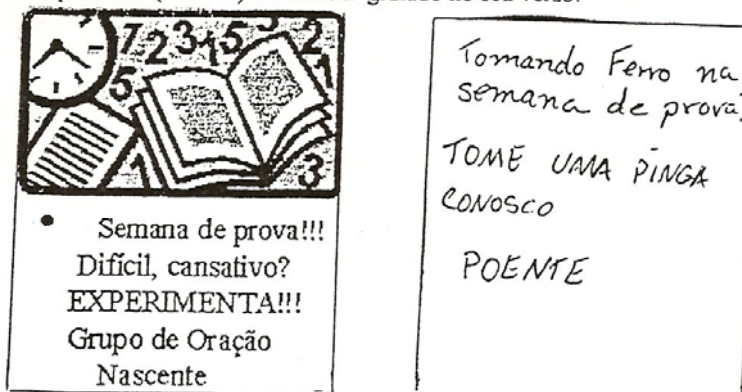 7 2 3 1 5 3 2
5 1
3
• Semana de prova!!!
Difícil, cansativo?
EXPERIMENTA!!!
Grupo de Oração
Nascente
Tomando Ferro na
semana de prova?
TOME UMA PINGA
CONOSCO
POENTE